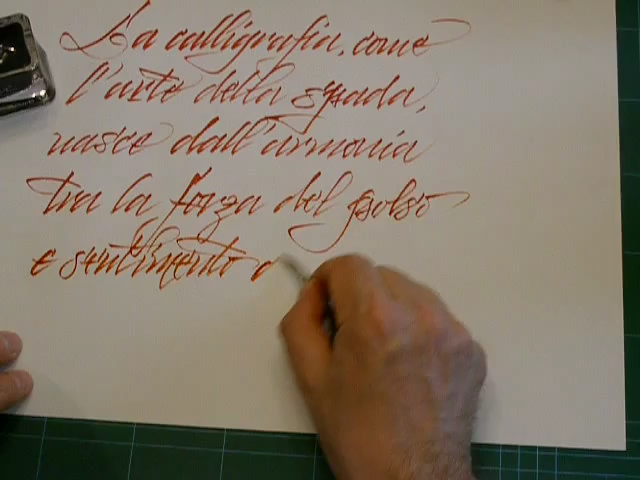 La calligrafia, come
l'arte della spada,
nasce dall'armonia
tra la forza del polso
e sentimento d